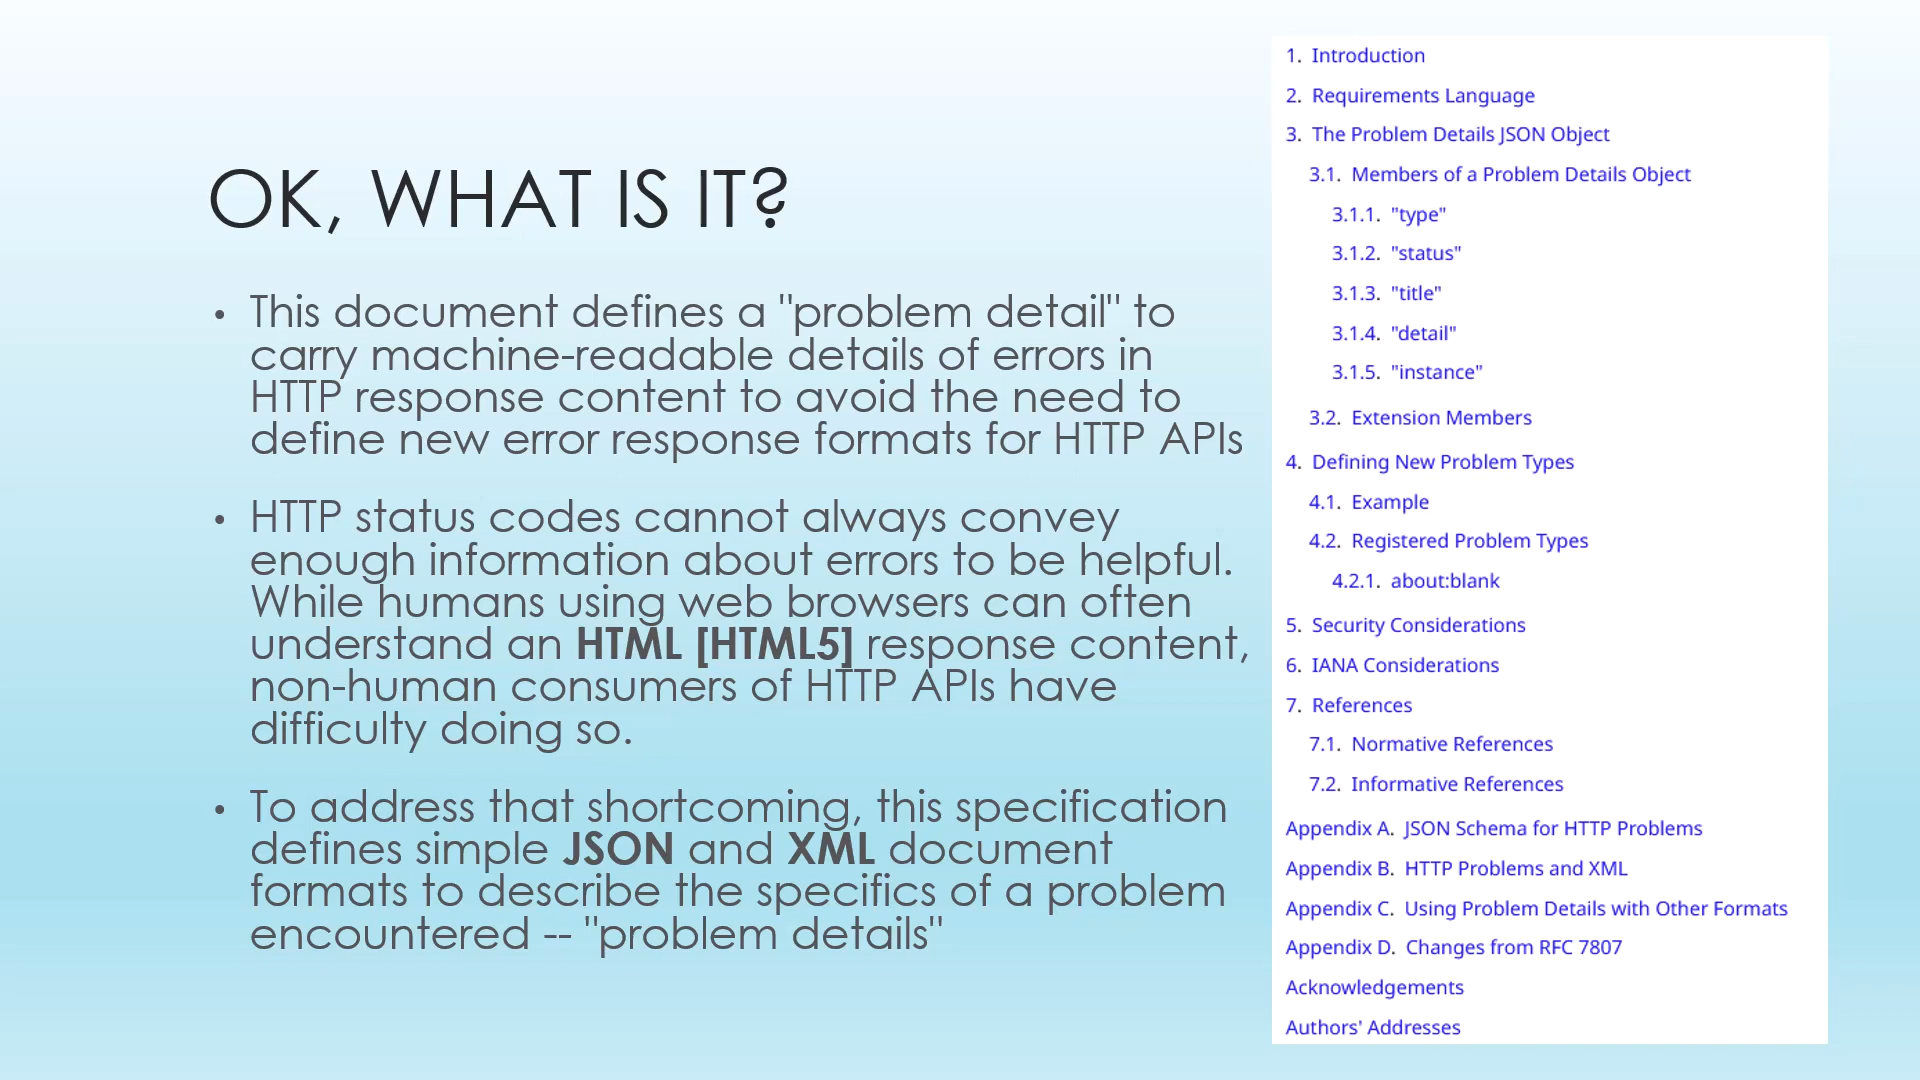 OK, WHAT IS IT?
• This document defines a "problem detail" to
carry machine-readable details of errors in
HTTP response content to avoid the need to
define new error response formats for HTTP APIs
• HTTP status codes cannot always convey
enough information about errors to be helpful.
While humans using web browsers can often
understand an HTML [HTML5] response content,
non-human consumers of HTTP APIs have
difficulty doing so.
• To address that shortcoming, this specification
defines simple JSON and XML document
formats to describe the specifics of a problem
encountered -- "problem details"
1. Introduction
2. Requirements Language
3. The Problem Details JSON Object
3.1. Members of a Problem Details Object
3.1.1. "type"
3.1.2. "status"
3.1.3. "title"
3.1.4. "detail"
3.1.5. "instance"
3.2. Extension Members
4. Defining New Problem Types
4.1. Example
4.2. Registered Problem Types
4.2.1. about:blank
5. Security Considerations
6. IANA Considerations
7. References
7.1. Normative References
7.2. Informative References
Appendix A. JSON Schema for HTTP Problems
Appendix B. HTTP Problems and XML
Appendix C. Using Problem Details with Other Formats
Appendix D. Changes from RFC 7807
Acknowledgements
Authors' Addresses